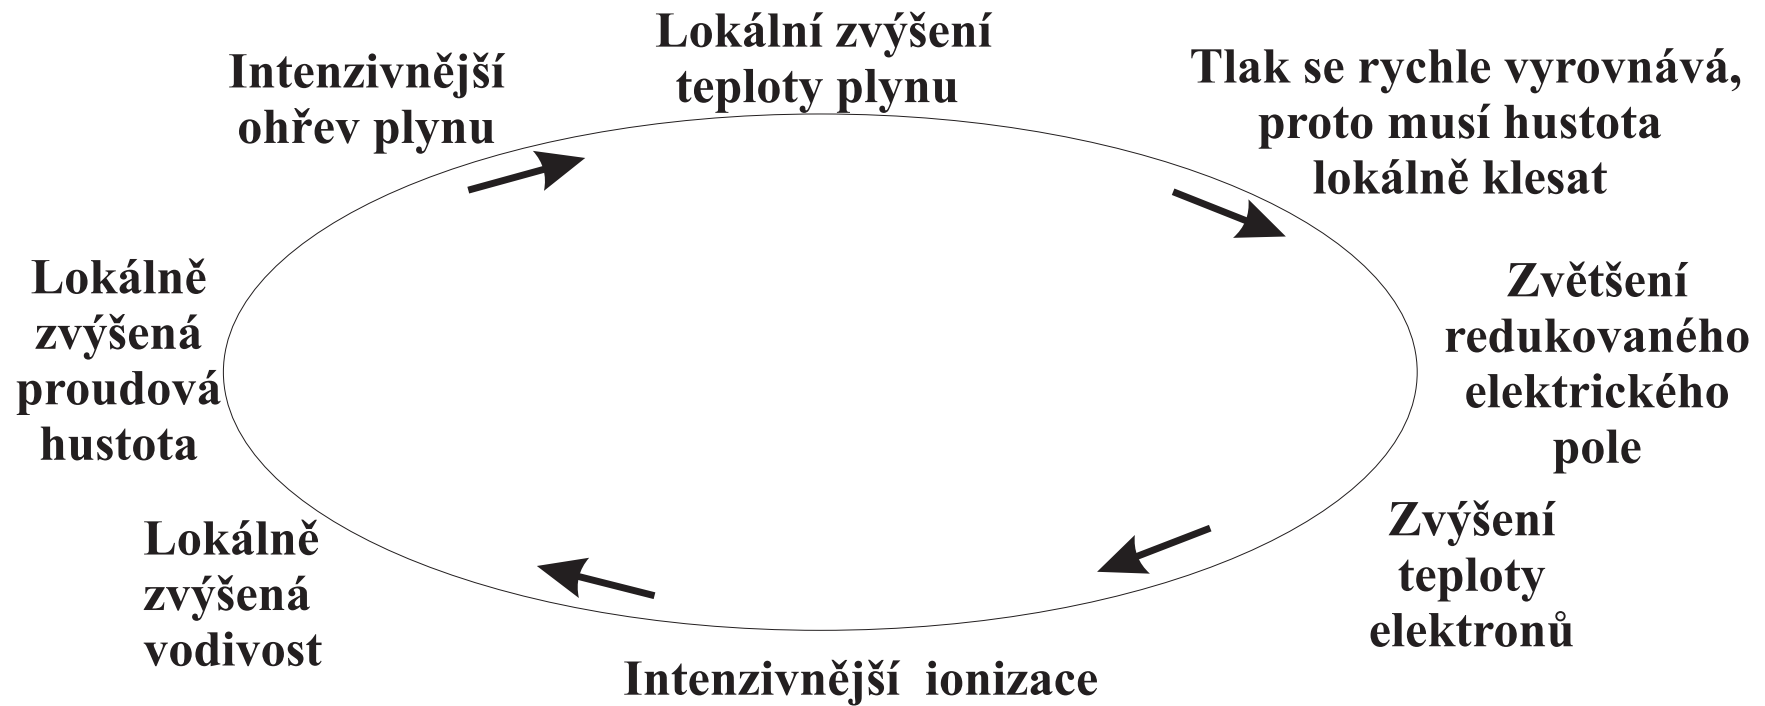 Lokální zvýšení
teploty plynu
Tlak se rychle vyrovnává,
proto musí hustota
lokálně klesat
Zvětšení
redukovaného
elektrického
pole
Zvýšení
teploty
elektronů
Intenzivnější ionizace
Lokálně
zvýšená
vodivost
Lokálně
zvýšená
proudová
hustota
Intenzivnější
ohřev plynu